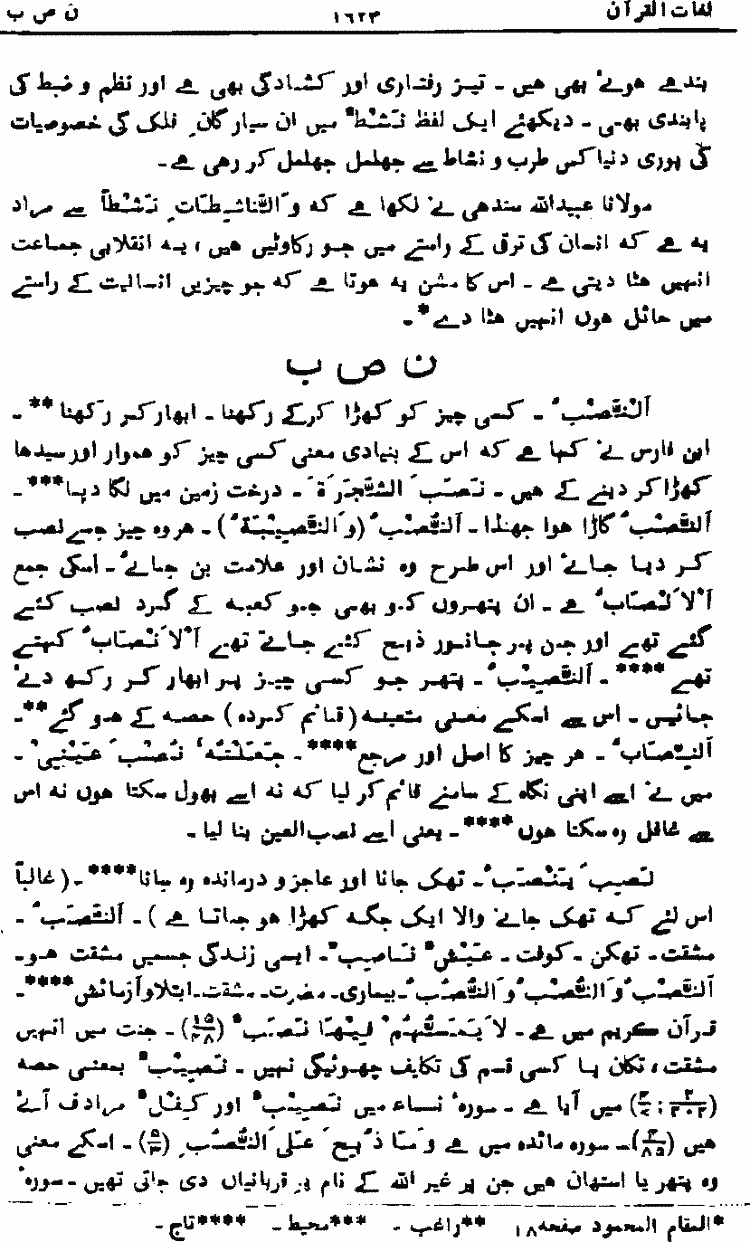 لغات القرآن ۱۶۲۳ ن ص ب
بندھے ہوئے بھی ہیں ۔ تیز رفتاری اور کشادگی بھی ہے اور نظم و ضبط کی
پابندی بھی ۔ دیکھئے ایک لفظ نَشْطٌ میں ان سیارگانِ فلک کی خصوصیات
کی پوری دنیا کس طرب و نشاط سے جھلمل جھلمل کر رہی ہے۔
مولانا عبیداللہ سندھی نے لکھا ہے کہ وَّالنّٰشِطٰتِ نَشْطاً سے مراد
یہ ہے کہ انسان کی ترقی کے راستے میں جو رکاوٹیں ہیں ، یہ انقلابی جماعت
انہیں ہٹا دیتی ہے ۔ اس کا مشن یہ ہوتا ہے کہ جو چیزیں انسانیت کے راستے
میں حائل ہوں انہیں ہٹا دے* ۔
ن ص ب
اَلنَّصْبُ ۔ کسی چیز کو کھڑا کرکے رکھنا ۔ ابھار کر رکھنا ** ۔
ابن فارس نے کہا ہے کہ اس کے بنیادی معنی کسی چیز کو ہموار اور سیدھا
کھڑا کر دینے کے ہیں ۔ نَصَبَ الشَّجَرَۃَ ۔ درخت زمین میں لگا دیا*** ۔
اَلنَّصْبُ گاڑا ہوا جھنڈا ۔ اَلنُّصْبُ (وَ النَّصِیْبَۃُ) ۔ ہر وہ چیز جسے نصب
کر دیا جائے اور اس طرح وہ نشان اور علامت بن جائے ۔ اسکی جمع
اَلْاَنْصَابُ ہے ۔ ان پتھروں کو بھی جو کعبہ کے گرد نصب کئے
گئے تھے اور جن پر جانور ذبح کئے جاتے تھے اَلْاَنْصَابُ کہتے
تھے **** ۔ اَلنَّصِیْبُ ۔ پتھر جو کسی چیز پر ابھار کر رکھ دئے
جائیں ۔ اس سے اسکے معنی متعینہ (قائم کردہ) حصہ کے ہو گئے** ۔
اَلنِّصَابُ ۔ ہر چیز کا اصل اور مرجع**** ۔ جَعَلْتُہٗ نُصْبَ عَیْنِیْ ۔
میں نے اسے اپنی نگاہ کے سامنے قائم کر لیا کہ نہ اسے بھول سکتا ہوں نہ اس
سے غافل رہ سکتا ہوں **** ۔ یعنی اسے نصب العین بنا لیا ۔
نَصِبَ یَنْصَبُ ۔ تھک جانا اور عاجز و درماندہ رہ جانا**** ۔ (غالباً
اس لئے کہ تھک جانے والا ایک جگہ کھڑا ہو جاتا ہے) ۔ اَلنَّصَبُ ۔
مشقت ۔ تھکن ۔ کوفت ۔ عَیْشٌ نَاصِبٌ ۔ ایسی زندگی جسمیں مشقت ہو۔
اَلنَّصْبُ وَالنُّصْبُ وَالنُّصُبُ ۔ بیماری ۔ مضرت ۔ مشقت ۔ ابتلا و آزمائش**** ۔
قرآن کریم میں ہے ۔ لَا یَمَسُّہُمْ فِیْہَا نَصَبٌ (۱۵/۴۸) ۔ جنت میں انہیں
مشقت ، تکان یا کسی قسم کی تکلیف چھوئیگی نہیں ۔ نَصِیْبٌ بمعنی حصہ
(۲/۲۰۲ ; ۴/۷) میں آیا ہے ۔ سورہ نساء میں نَصِیْبٌ اور کِفْلٌ مرادف آئے
ہیں (۴/۸۵) ۔ سورہ مائدہ میں ہے وَ مَا ذُبِحَ عَلَی النُّصُبِ (۵/۳) ۔ اسکے معنی
وہ پتھر یا استھان ہیں جن پر غیر اللہ کے نام پر قربانیاں دی جاتی تھیں ۔ سورہ
*المقام المحمود صفحہ ۱۸ **راغب ۔ ***محیط ۔ ****تاج ۔